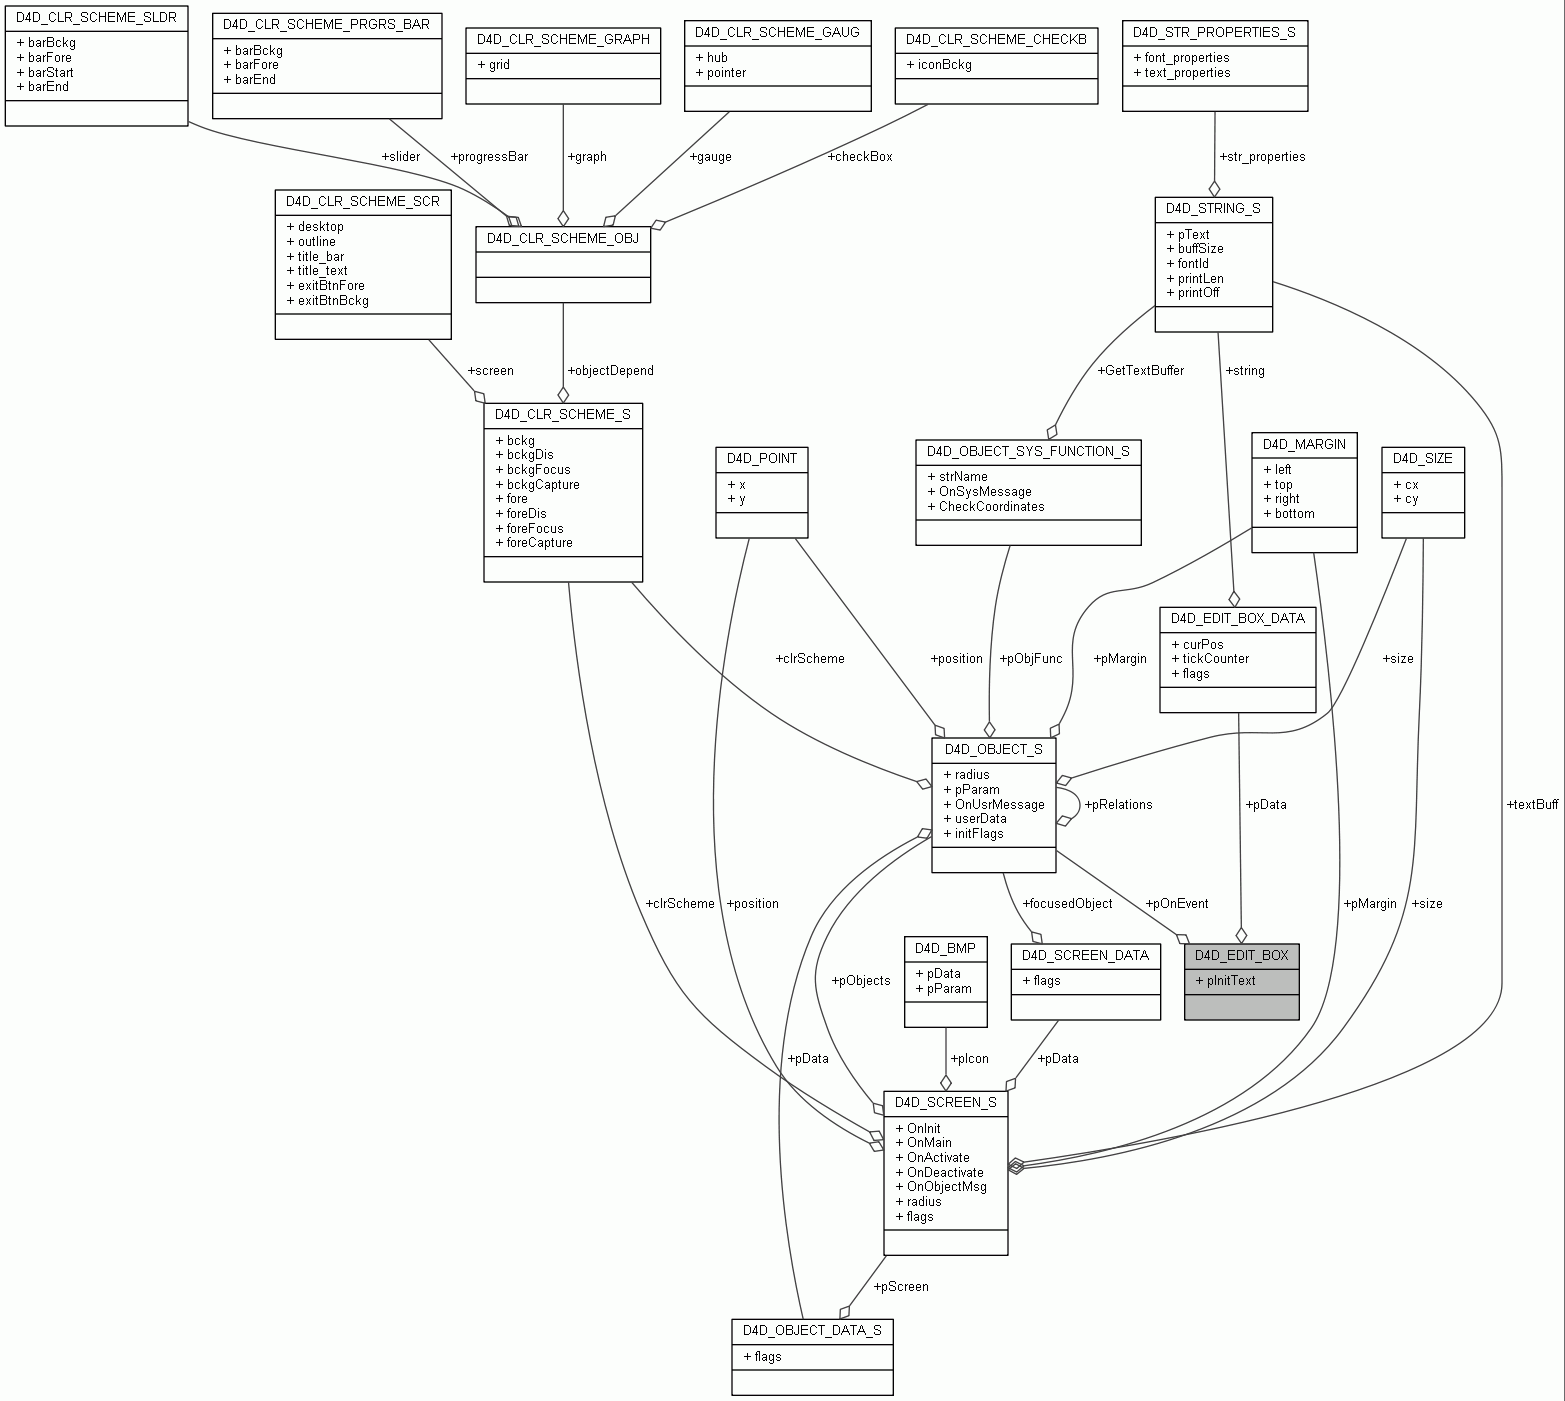 D4D_CLR_SCHEME_SLDR
+ barBckg
+ barFore
+ barStart
+ barEnd
D4D_CLR_SCHEME_PRGRS_BAR
+ barBckg
+ barFore
+ barEnd
D4D_CLR_SCHEME_GRAPH
+ grid
D4D_CLR_SCHEME_GAUG
+ hub
+ pointer
D4D_CLR_SCHEME_CHECKB
+ iconBckg
D4D_STR_PROPERTIES_S
+ font_properties
+ text_properties
+slider
+progressBar
+graph
+gauge
+checkBox
+str_properties
D4D_CLR_SCHEME_SCR
+ desktop
+ outline
+ title_bar
+ title_text
+ exitBtnFore
+ exitBtnBckg
D4D_CLR_SCHEME_OBJ
D4D_STRING_S
+ pText
+ buffSize
+ fontId
+ printLen
+ printOff
+screen
+objectDepend
+GetTextBuffer
+string
D4D_CLR_SCHEME_S
+ bckg
+ bckgDis
+ bckgFocus
+ bckgCapture
+ fore
+ foreDis
+ foreFocus
+ foreCapture
D4D_POINT
+ x
+ y
D4D_OBJECT_SYS_FUNCTION_S
+ strName
+ OnSysMessage
+ CheckCoordinates
D4D_MARGIN
+ left
+ top
+ right
+ bottom
D4D_SIZE
+ cx
+ cy
D4D_EDIT_BOX_DATA
+ curPos
+ tickCounter
+ flags
+clrScheme
+position
+pObjFunc
+pMargin
+size
D4D_OBJECT_S
+ radius
+ pParam
+ OnUsrMessage
+ userData
+ initFlags
+pRelations
+pData
+textBuff
+clrScheme
+position
+focusedObject
+pOnEvent
+pMargin
+size
+pObjects
D4D_BMP
+ pData
+ pParam
D4D_SCREEN_DATA
+ flags
D4D_EDIT_BOX
+ pInitText
+pData
+pIcon
+pData
D4D_SCREEN_S
+ OnInit
+ OnMain
+ OnActivate
+ OnDeactivate
+ OnObjectMsg
+ radius
+ flags
+pScreen
D4D_OBJECT_DATA_S
+ flags